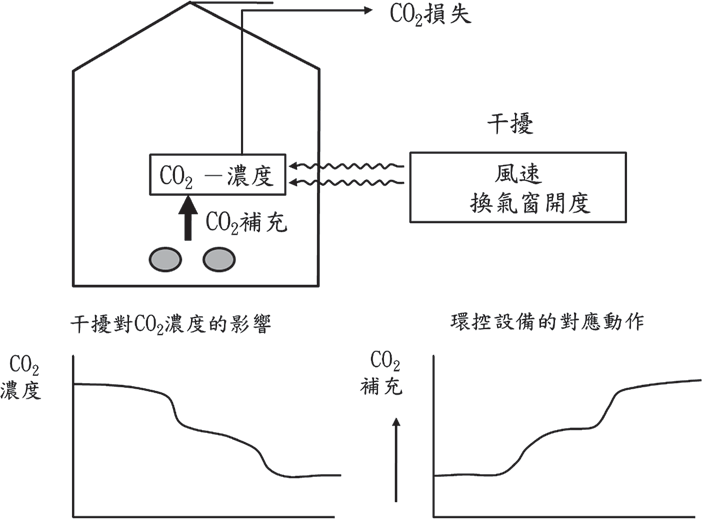 CO2損失
干擾
風速
換氣窗開度
CO2 －濃度
CO2補充
干擾對CO2濃度的影響
環控設備的對應動作
CO2
濃度
CO2
補充